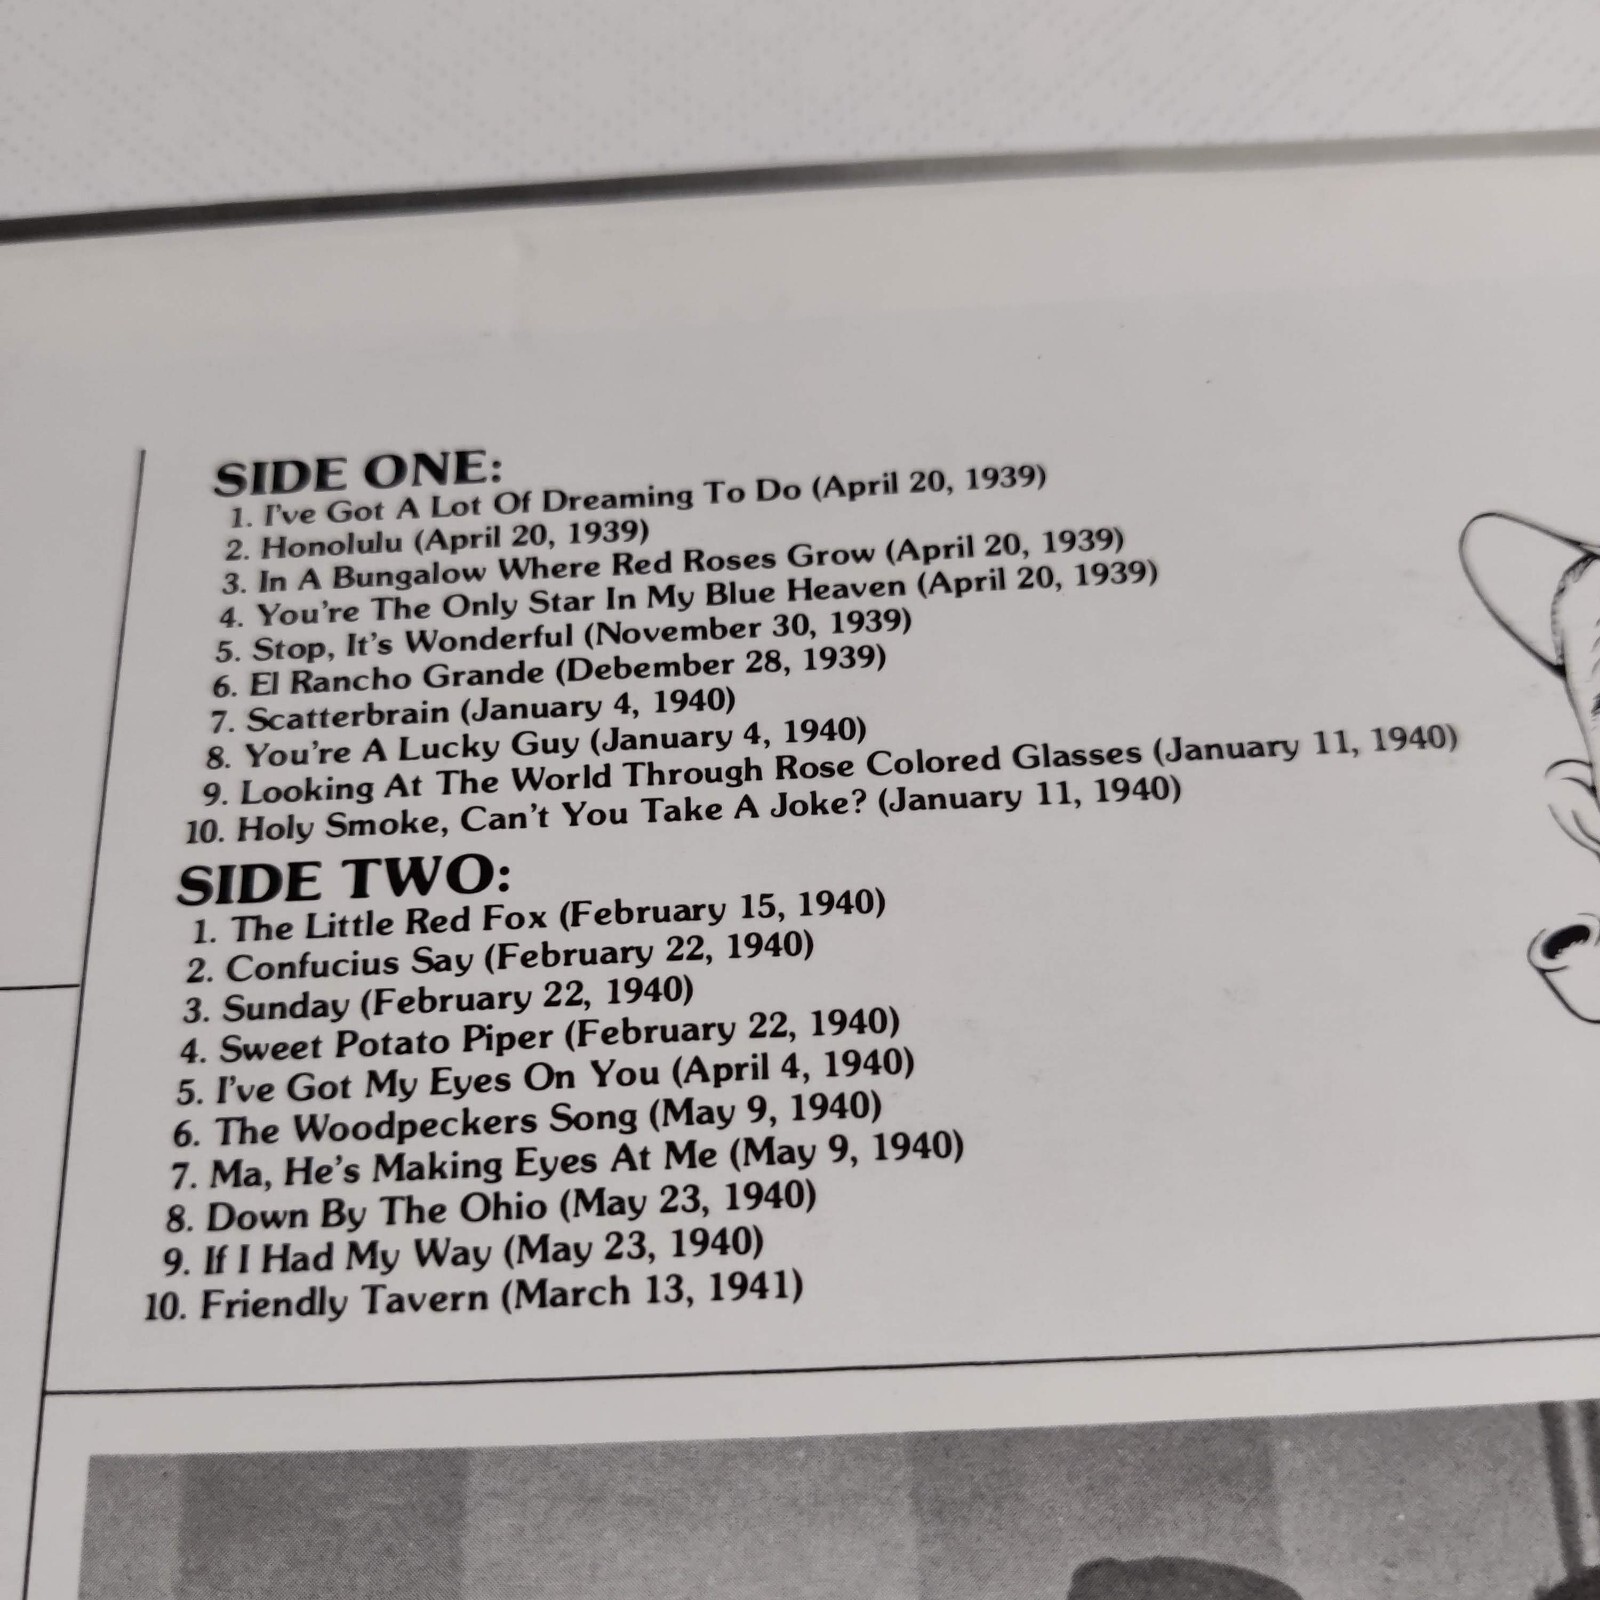 SIDE ONE:
1. I've Got A Lot Of Dreaming To Do (April 20, 1939)
2. Honolulu (April 20, 1939)
3. In A Bungalow Where Red Roses Grow (April 20, 1939)
4. You're The Only Star In My Blue Heaven (April 20, 1939)
5. Stop, It's Wonderful (November 30, 1939)
6. El Rancho Grande (Debember 28, 1939)
7. Scatterbrain (January 4, 1940)
8. You're A Lucky Guy (January 4, 1940)
9. Looking At The World Through Rose Colored Glasses (January 11, 1940)
10. Holy Smoke, Can't You Take A Joke? (January 11, 1940)
SIDE TWO:
1. The Little Red Fox (February 15, 1940)
2. Confucius Say (February 22, 1940)
3. Sunday (February 22, 1940)
4. Sweet Potato Piper (February 22, 1940)
5. I've Got My Eyes On You (April 4, 1940)
6. The Woodpeckers Song (May 9, 1940)
7. Ma, He's Making Eyes At Me (May 9, 1940)
8. Down By The Ohio (May 23, 1940)
9. If I Had My Way (May 23, 1940)
10. Friendly Tavern (March 13, 1941)